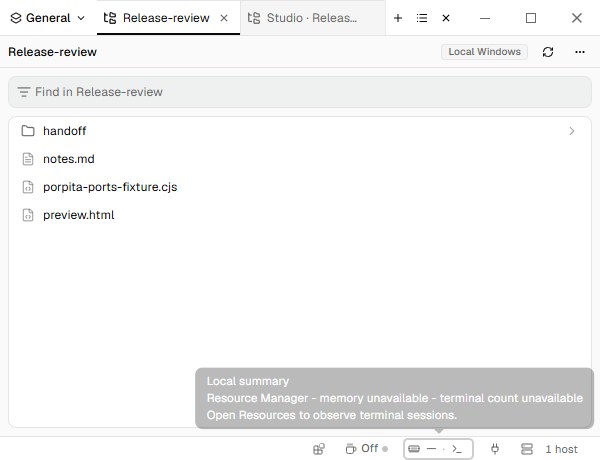 General
Release-review
Studio · Releas...
Release-review
Local Windows
Find in Release-review
handoff
notes.md
porpita-ports-fixture.cjs
preview.html
Local summary
Resource Manager - memory unavailable - terminal count unavailable
Open Resources to observe terminal sessions.
Off
— ·
1 host